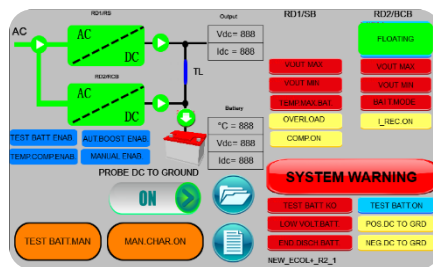 RD1/RS
Output
RD1/SB
RD2/BCB
AC
AC
DC
Vdc= 888
Idc = 888
FLOATING
RD2/RCB
TL
VOUT MAX
VOUT MAX
AC
DC
VOUT MIN
VOUT MIN
Battery
TEMP.MAX.BAT.
BATT.MODE
°C = 888
OVERLOAD
I_REC.ON
TEST BATT ENAB.
AUT.BOOST ENAB.
Vdc= 888
COMP.ON
TEMP.COMP.ENAB.
MANUAL ENAB.
Idc= 888
PROBE DC TO GROUND
SYSTEM WARNING
ON
TEST BATT KO
TEST BATT.ON
LOW VOLT.BATT.
POS.DC TO GRD
TEST BATT.MAN
MAN.CHAR.ON
END DISCH.BATT
NEG.DC TO GRD
NEW_ECOL+_R2_1